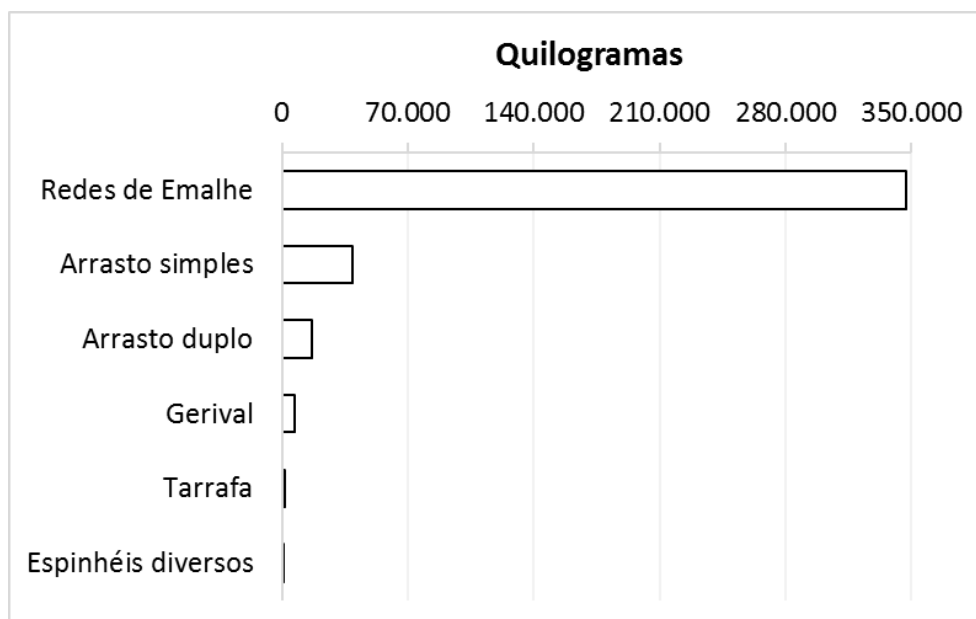 Quilogramas
0 70.000 140.000 210.000 280.000 350.000
Redes de Emalhe
Arrasto simples
Arrasto duplo
Gerival
Tarrafa
Espinhéis diversos